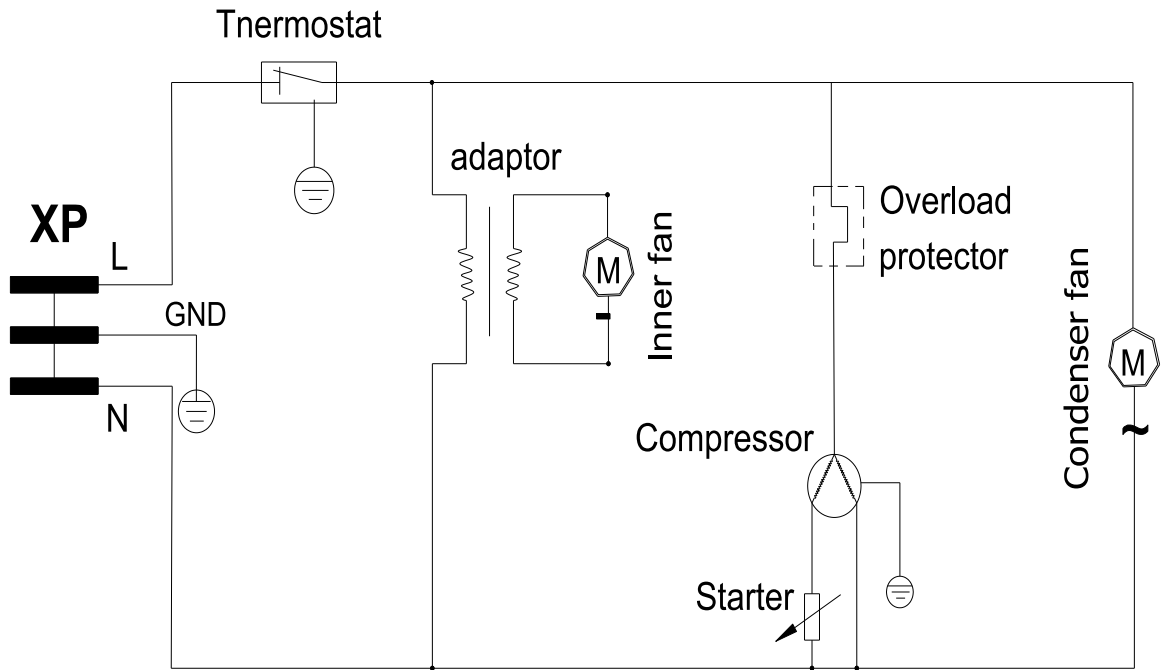 Tnermostat
adaptor
XP
L
GND
N
M
Inner fan
Overload
protector
Compressor
Starter
M
Condenser fan